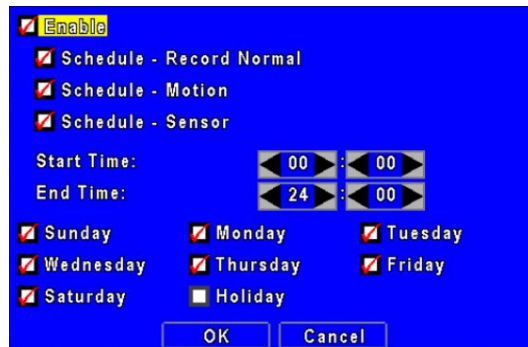 Enable
Schedule - Record Normal
Schedule - Motion
Schedule - Sensor
Start Time: 00 : 00
End Time: 24 : 00
Sunday Monday Tuesday
Wednesday Thursday Friday
Saturday Holiday
OK Cancel